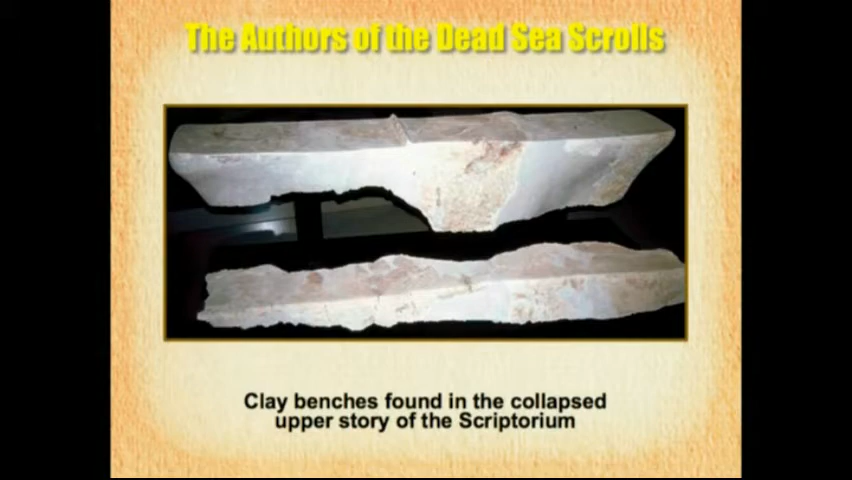 The Authors of the Dead Sea Scrolls
Clay benches found in the collapsed
upper story of the Scriptorium